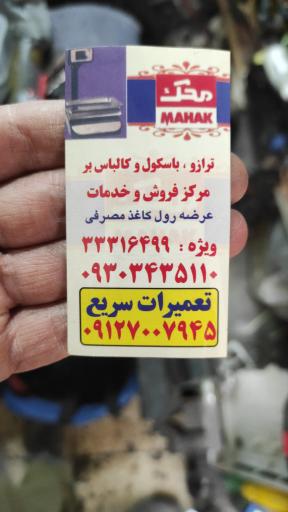 محک
MAHAK
ترازو ، باسکول و کالباس بر
مرکز فروش و خدمات
عرضه رول کاغذ مصرفی
ویژه : ۳۳۳۱۶۴۹۹
۰۹۳۰۳۴۳۵۱۱۰
تعمیرات سریع
۰۹۱۲۷۰۰۷۹۴۵